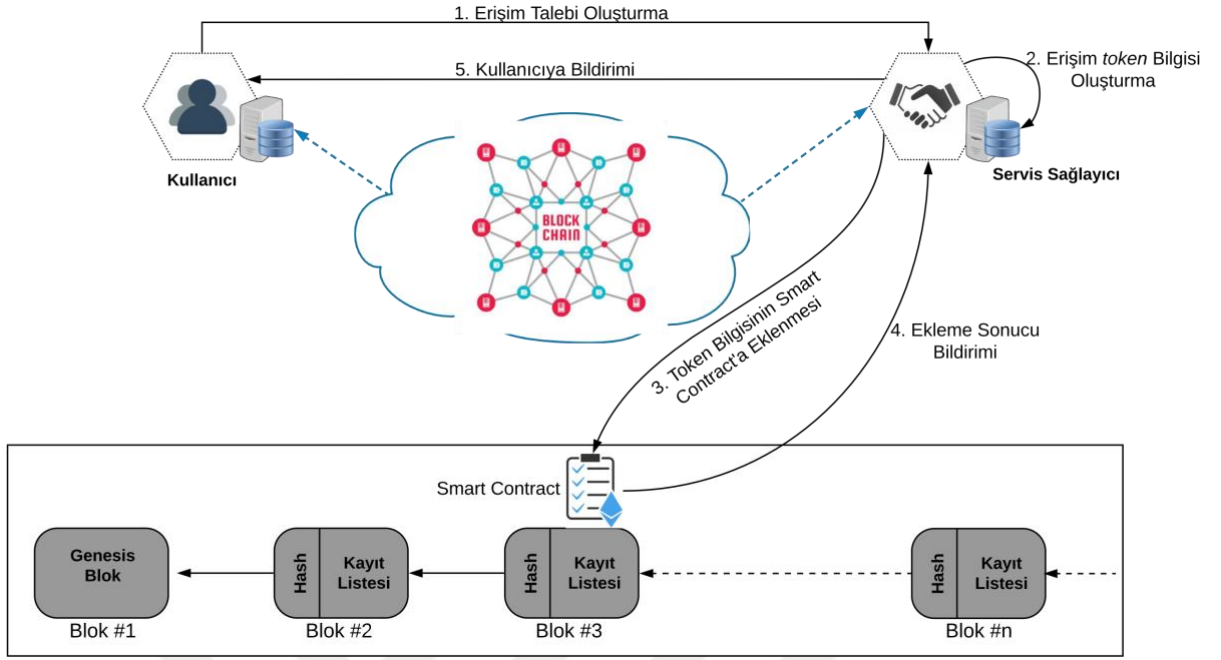 1. Erişim Talebi Oluşturma
5. Kullanıcıya Bildirimi
2. Erişim token Bilgisi
Oluşturma
Kullanıcı
Servis Sağlayıcı
BLOCK
CHAIN
3. Token Bilgisinin Smart
Contract'a Eklenmesi
4. Ekleme Sonucu
Bildirimi
Smart Contract
Genesis
Blok
Hash
Kayıt
Listesi
Hash
Kayıt
Listesi
Hash
Kayıt
Listesi
Blok #1
Blok #2
Blok #3
Blok #n